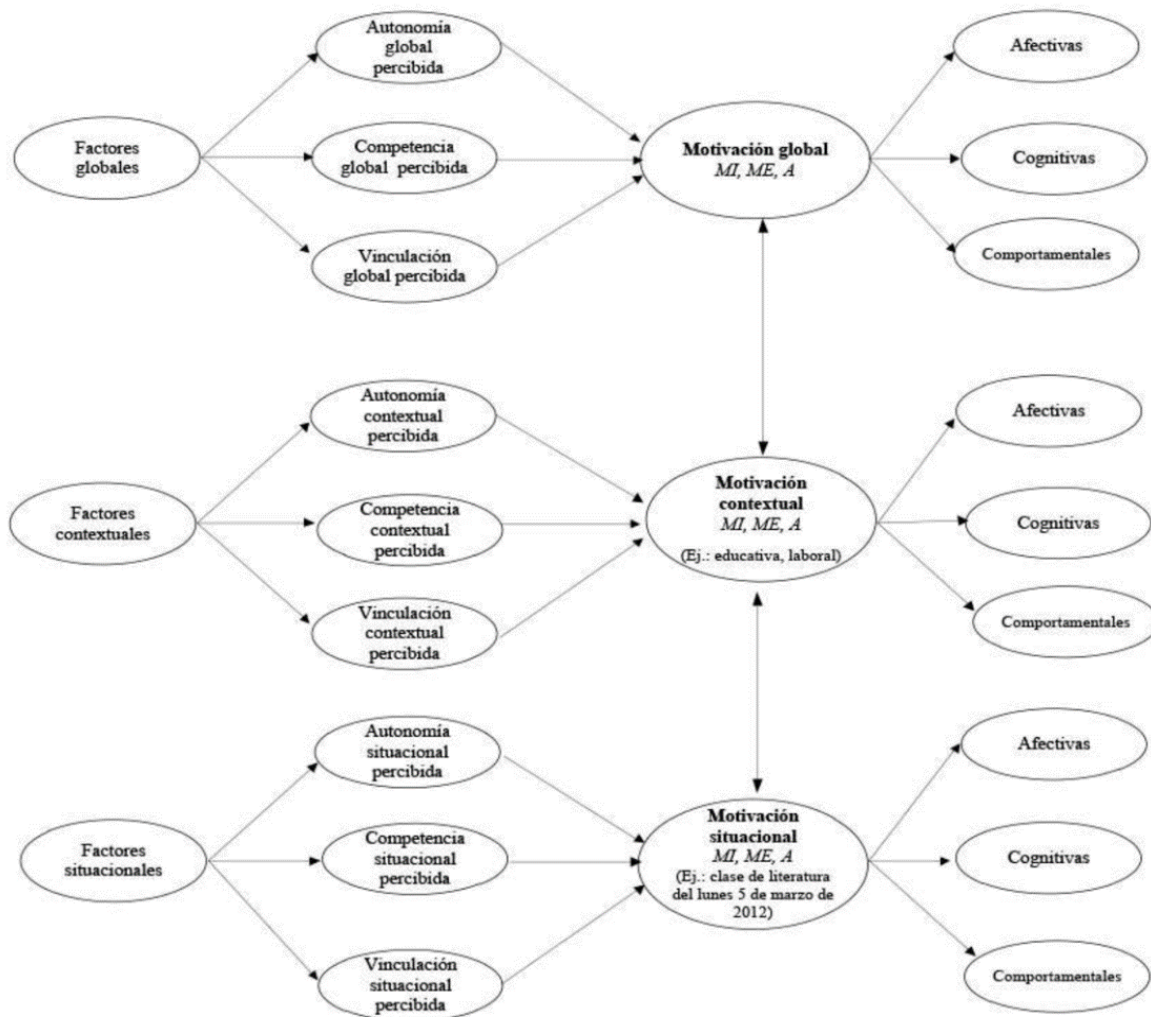 Autonomía
global
percibida
Afectivas
Factores
globales
Competencia
global percibida
Motivación global
MI, ME, A
Cognitivas
Vinculación
global percibida
Comportamentales
Autonomía
contextual
percibida
Afectivas
Factores
contextuales
Competencia
contextual
percibida
Motivación
contextual
MI, ME, A
(Ej.: educativa, laboral)
Cognitivas
Vinculación
contextual
percibida
Comportamentales
Autonomía
situacional
percibida
Afectivas
Factores
situacionales
Competencia
situacional
percibida
Motivación
situacional
MI, ME, A
(Ej.: clase de literatura
del lunes 5 de marzo de
2012)
Cognitivas
Vinculación
situacional
percibida
Comportamentales